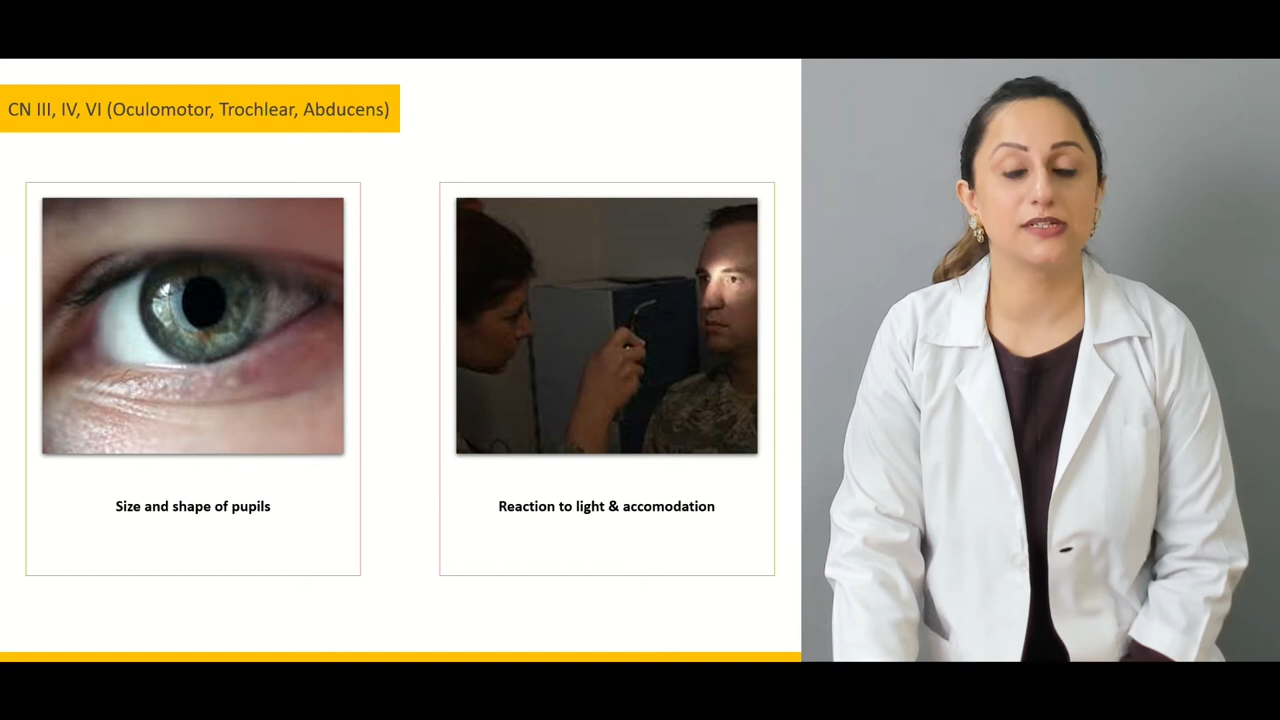 CN III, IV, VI (Oculomotor, Trochlear, Abducens)
Size and shape of pupils
Reaction to light & accomodation